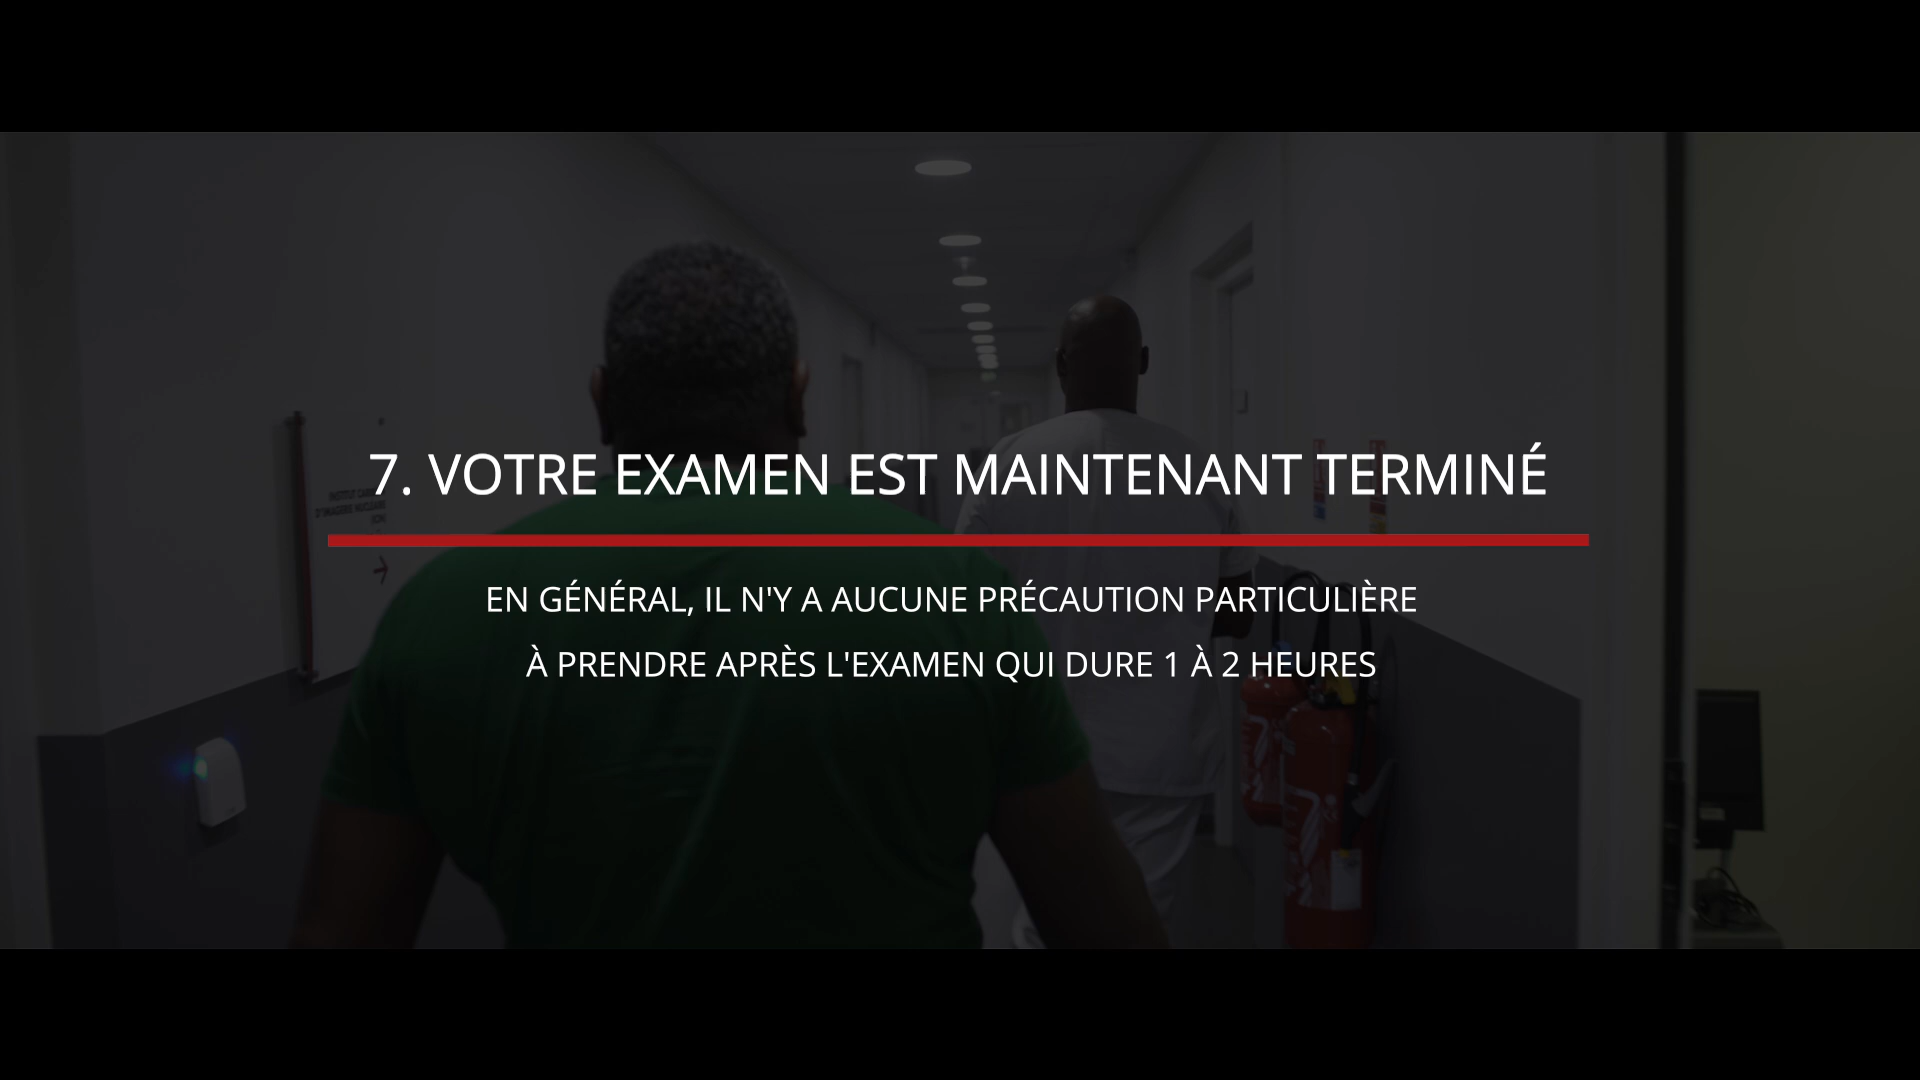 7. VOTRE EXAMEN EST MAINTENANT TERMINÉ
EN GÉNÉRAL, IL N'Y A AUCUNE PRÉCAUTION PARTICULIÈRE
À PRENDRE APRÈS L'EXAMEN QUI DURE 1 À 2 HEURES